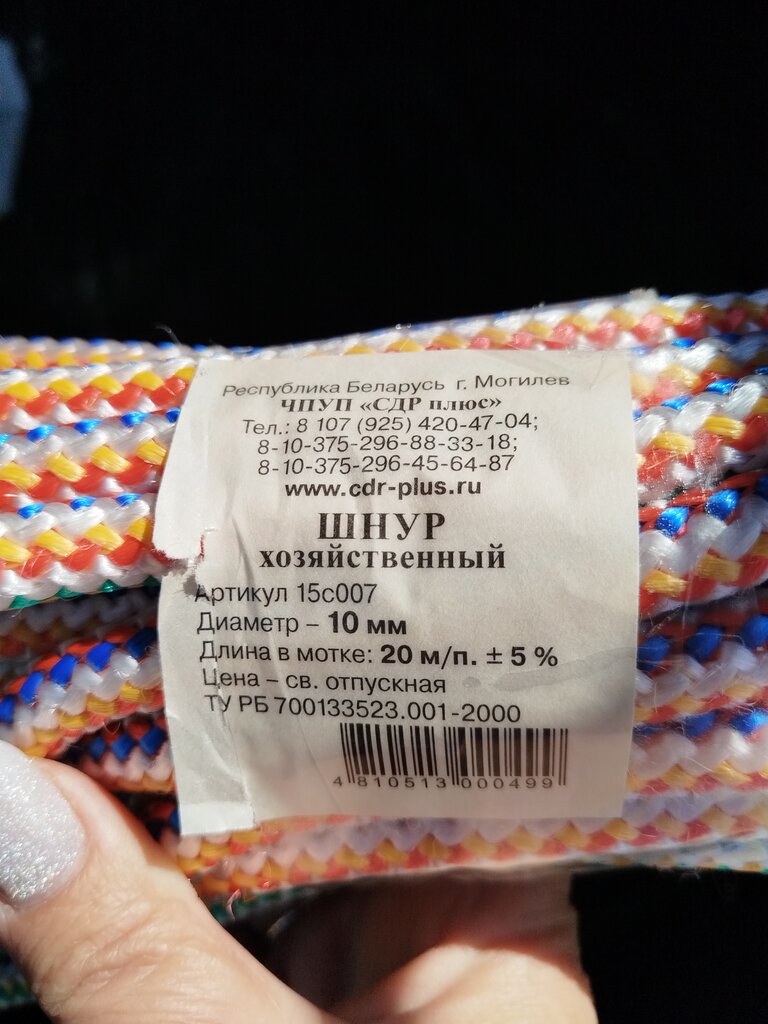 Республика Беларусь г. Могилев
ЧПУП «СДР плюс»
Тел.: 8 107 (925) 420-47-04;
8-10-375-296-88-33-18;
8-10-375-296-45-64-87
www.cdr-plus.ru
ШНУР
хозяйственный
Артикул 15с007
Диаметр – 10 мм
Длина в мотке: 20 м/п. ± 5 %
Цена – св. отпускная
ТУ РБ 700133523.001-2000
4 810513 000499